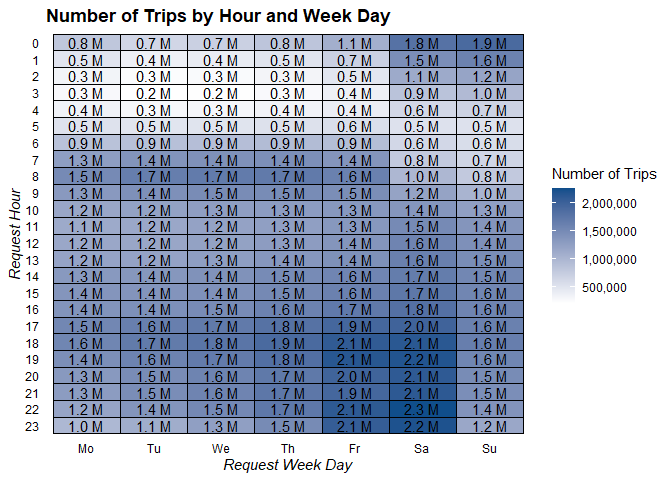 Number of Trips by Hour and Week Day
0 0.8 M 0.7 M 0.7 M 0.8 M 1.1 M 1.8 M 1.9 M
1 0.5 M 0.4 M 0.4 M 0.5 M 0.7 M 1.5 M 1.6 M
2 0.3 M 0.3 M 0.3 M 0.3 M 0.5 M 1.1 M 1.2 M
3 0.3 M 0.2 M 0.2 M 0.3 M 0.4 M 0.9 M 1.0 M
4 0.4 M 0.3 M 0.3 M 0.4 M 0.4 M 0.6 M 0.7 M
5 0.5 M 0.5 M 0.5 M 0.5 M 0.6 M 0.5 M 0.5 M
6 0.9 M 0.9 M 0.9 M 0.9 M 0.9 M 0.6 M 0.6 M
7 1.3 M 1.4 M 1.4 M 1.4 M 1.4 M 0.8 M 0.7 M
8 1.5 M 1.7 M 1.7 M 1.7 M 1.6 M 1.0 M 0.8 M
9 1.3 M 1.4 M 1.5 M 1.5 M 1.5 M 1.2 M 1.0 M
10 1.2 M 1.2 M 1.3 M 1.3 M 1.3 M 1.4 M 1.3 M
11 1.1 M 1.2 M 1.2 M 1.3 M 1.3 M 1.5 M 1.4 M
12 1.2 M 1.2 M 1.2 M 1.3 M 1.4 M 1.6 M 1.4 M
13 1.2 M 1.2 M 1.3 M 1.4 M 1.4 M 1.6 M 1.5 M
14 1.3 M 1.4 M 1.4 M 1.5 M 1.6 M 1.7 M 1.5 M
15 1.4 M 1.4 M 1.4 M 1.5 M 1.6 M 1.7 M 1.6 M
16 1.4 M 1.4 M 1.5 M 1.6 M 1.7 M 1.8 M 1.6 M
17 1.5 M 1.6 M 1.7 M 1.8 M 1.9 M 2.0 M 1.6 M
18 1.6 M 1.7 M 1.8 M 1.9 M 2.1 M 2.1 M 1.6 M
19 1.4 M 1.6 M 1.7 M 1.8 M 2.1 M 2.2 M 1.6 M
20 1.3 M 1.5 M 1.6 M 1.7 M 2.0 M 2.1 M 1.5 M
21 1.3 M 1.5 M 1.6 M 1.7 M 1.9 M 2.1 M 1.5 M
22 1.2 M 1.4 M 1.5 M 1.7 M 2.1 M 2.3 M 1.4 M
23 1.0 M 1.1 M 1.3 M 1.5 M 2.1 M 2.2 M 1.2 M
Mo Tu We Th Fr Sa Su
Request Week Day
Request Hour
Number of Trips
2,000,000
1,500,000
1,000,000
500,000